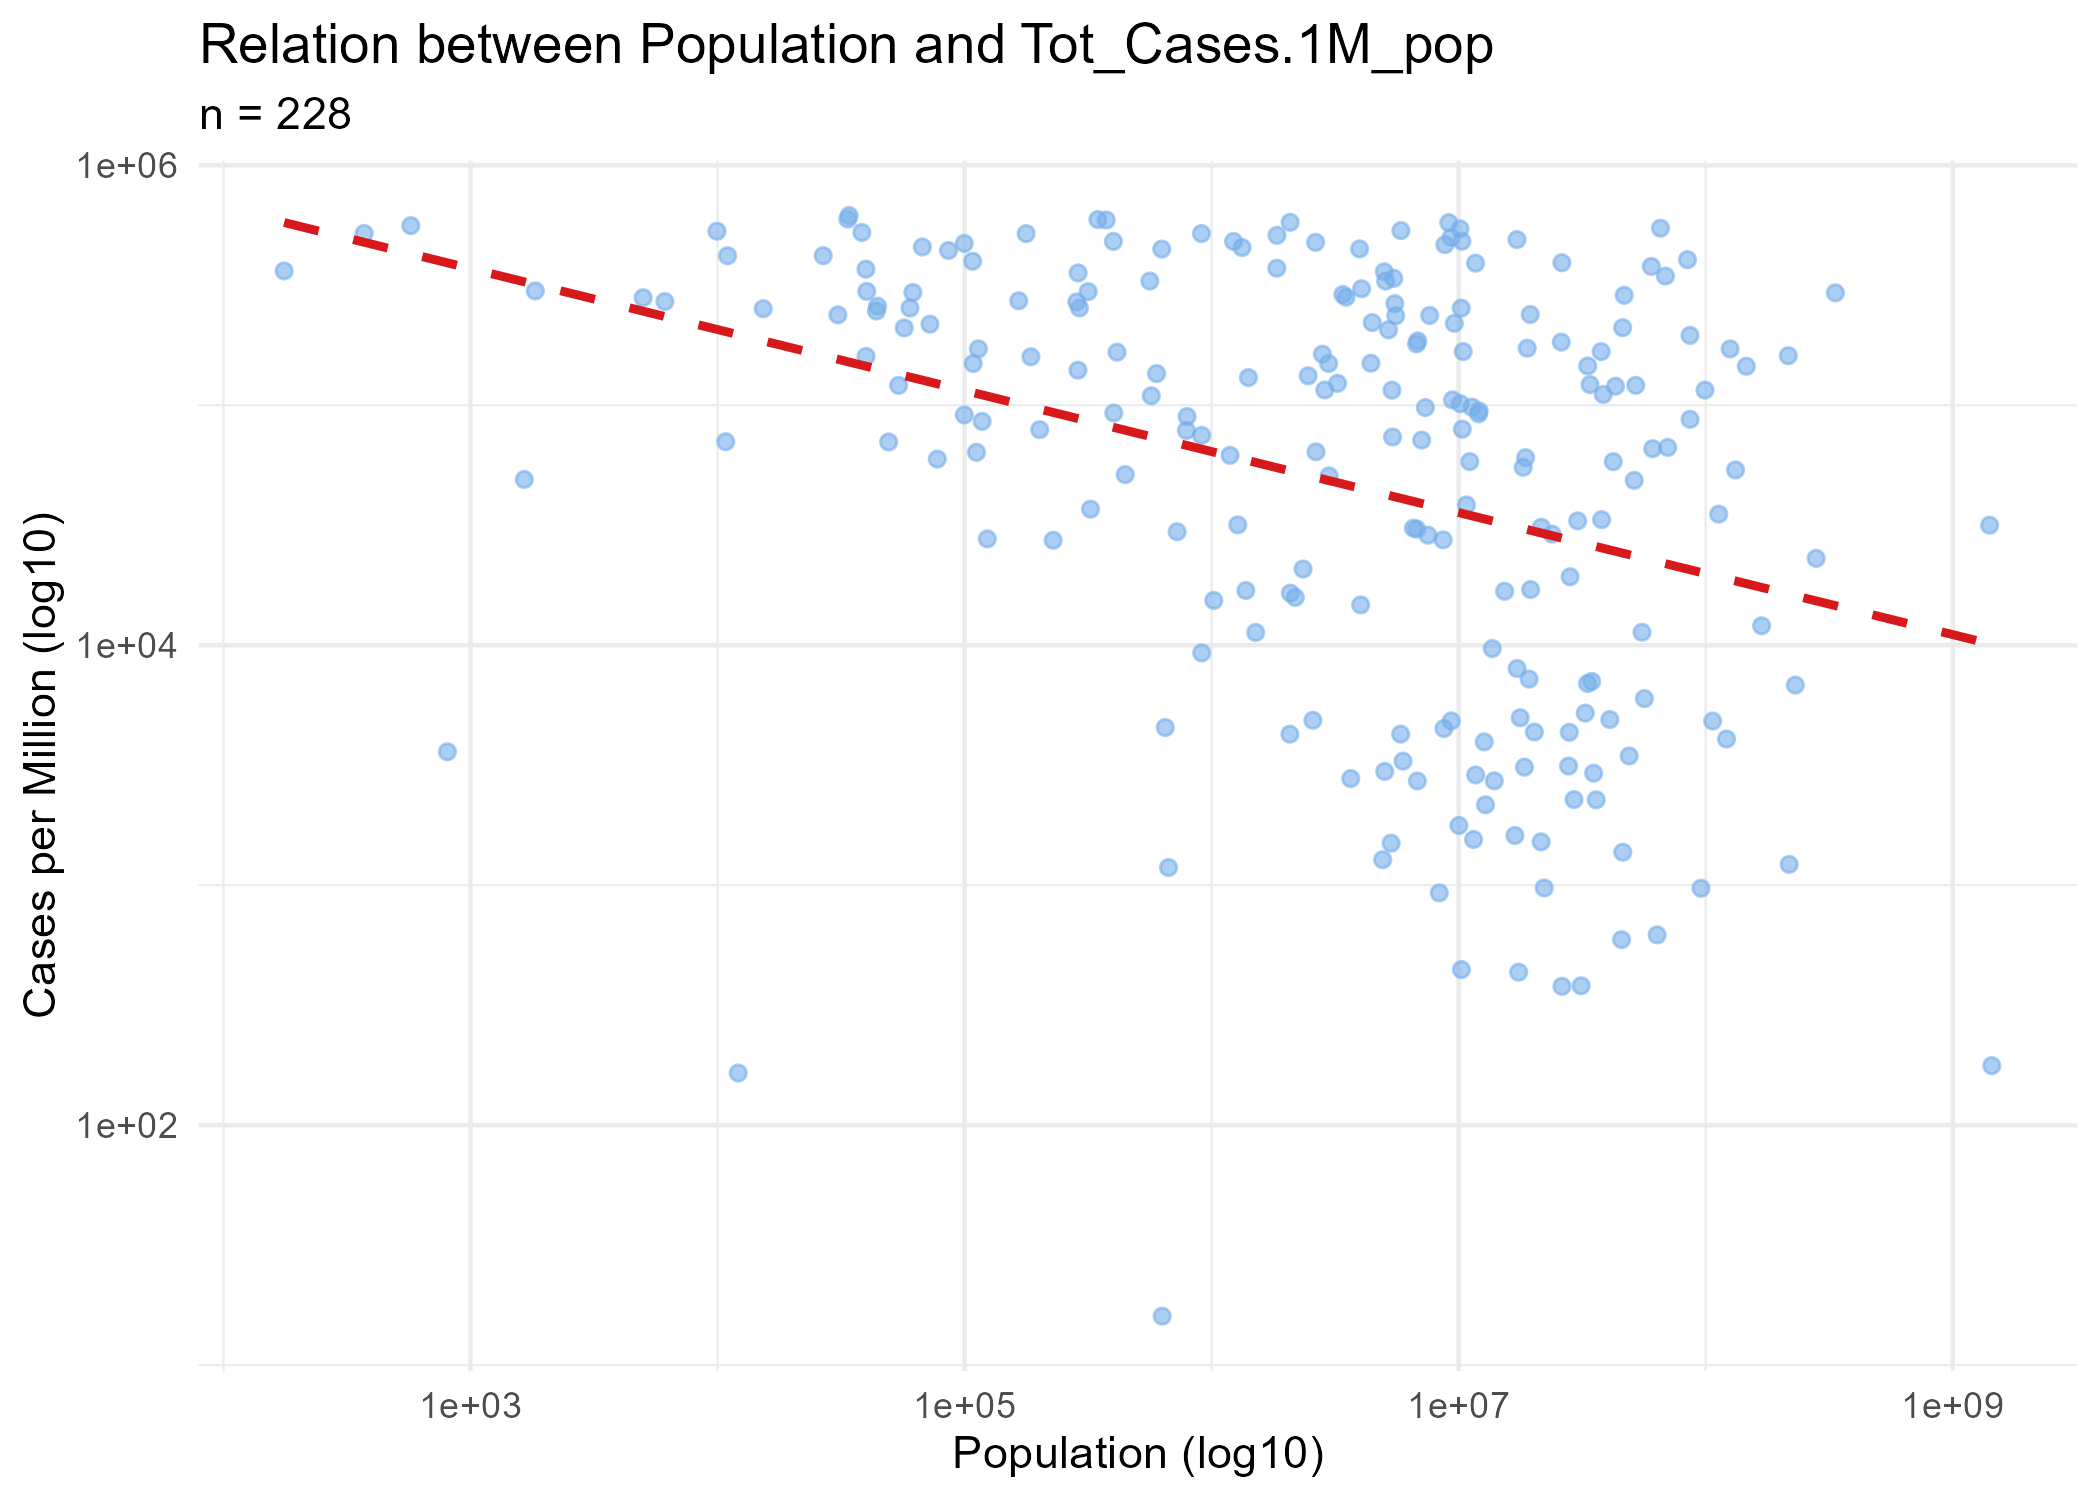 Relation between Population and Tot_Cases.1M_pop
n = 228
1e+06
1e+04
1e+02
Cases per Million (log10)
1e+03 1e+05 1e+07 1e+09
Population (log10)